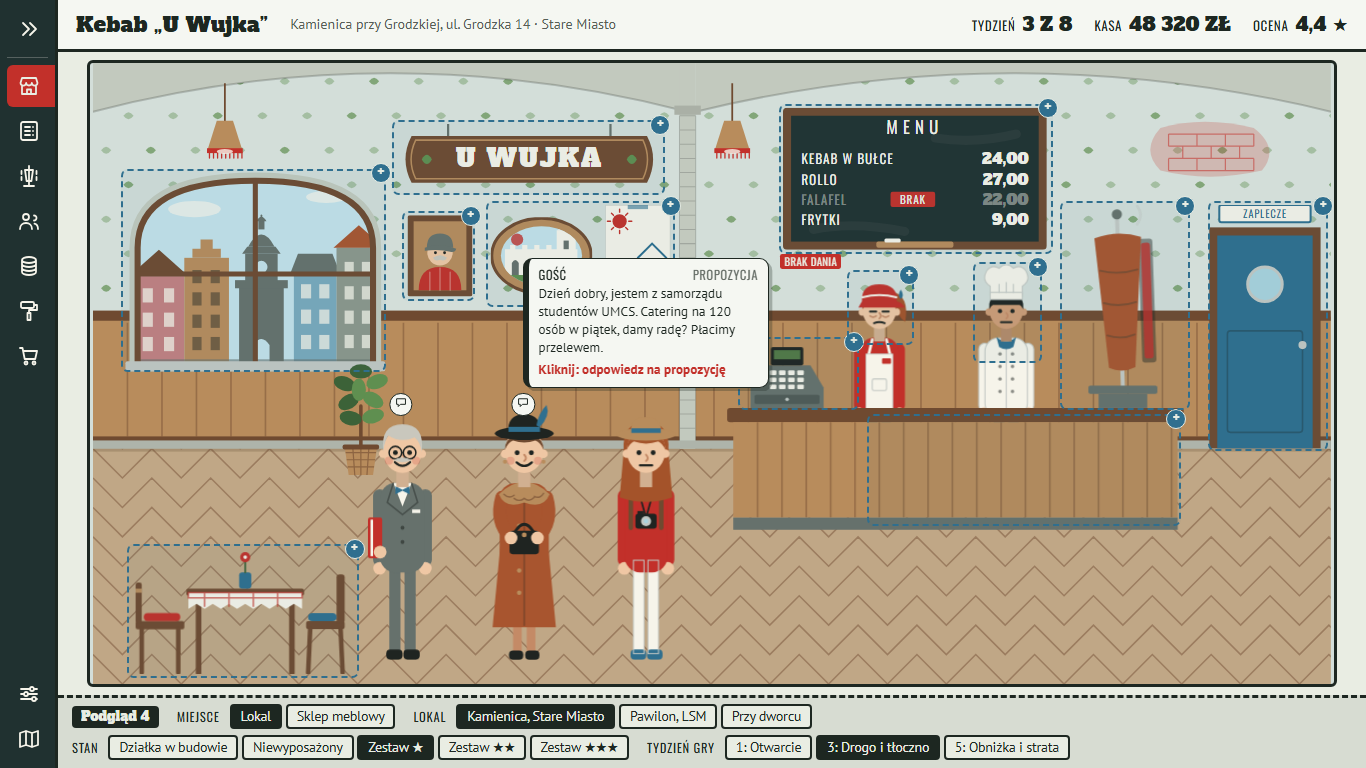 Kebab „U Wujka”
Kamienica przy Grodzkiej, ul. Grodzka 14 · Stare Miasto
TYDZIEŃ 3 Z 8 KASA 48 320 ZŁ OCENA 4,4 ★
U WUJKA
MENU
KEBAB W BUŁCE 24,00
ROLLO 27,00
FALAFEL BRAK 22,00
FRYTKI 9,00
BRAK DANIA
ZAPLECZE
GOŚĆ PROPOZYCJA
Dzień dobry, jestem z samorządu
studentów UMCS. Catering na 120
osób w piątek, damy radę? Płacimy
przelewem.
Kliknij: odpowiedz na propozycję
Podgląd 4 MIEJSCE Lokal Sklep meblowy LOKAL Kamienica, Stare Miasto Pawilon, LSM Przy dworcu
STAN Działka w budowie Niewyposażony Zestaw ★ Zestaw ★★ Zestaw ★★★ TYDZIEŃ GRY 1: Otwarcie 3: Drogo i tłoczno 5: Obniżka i strata